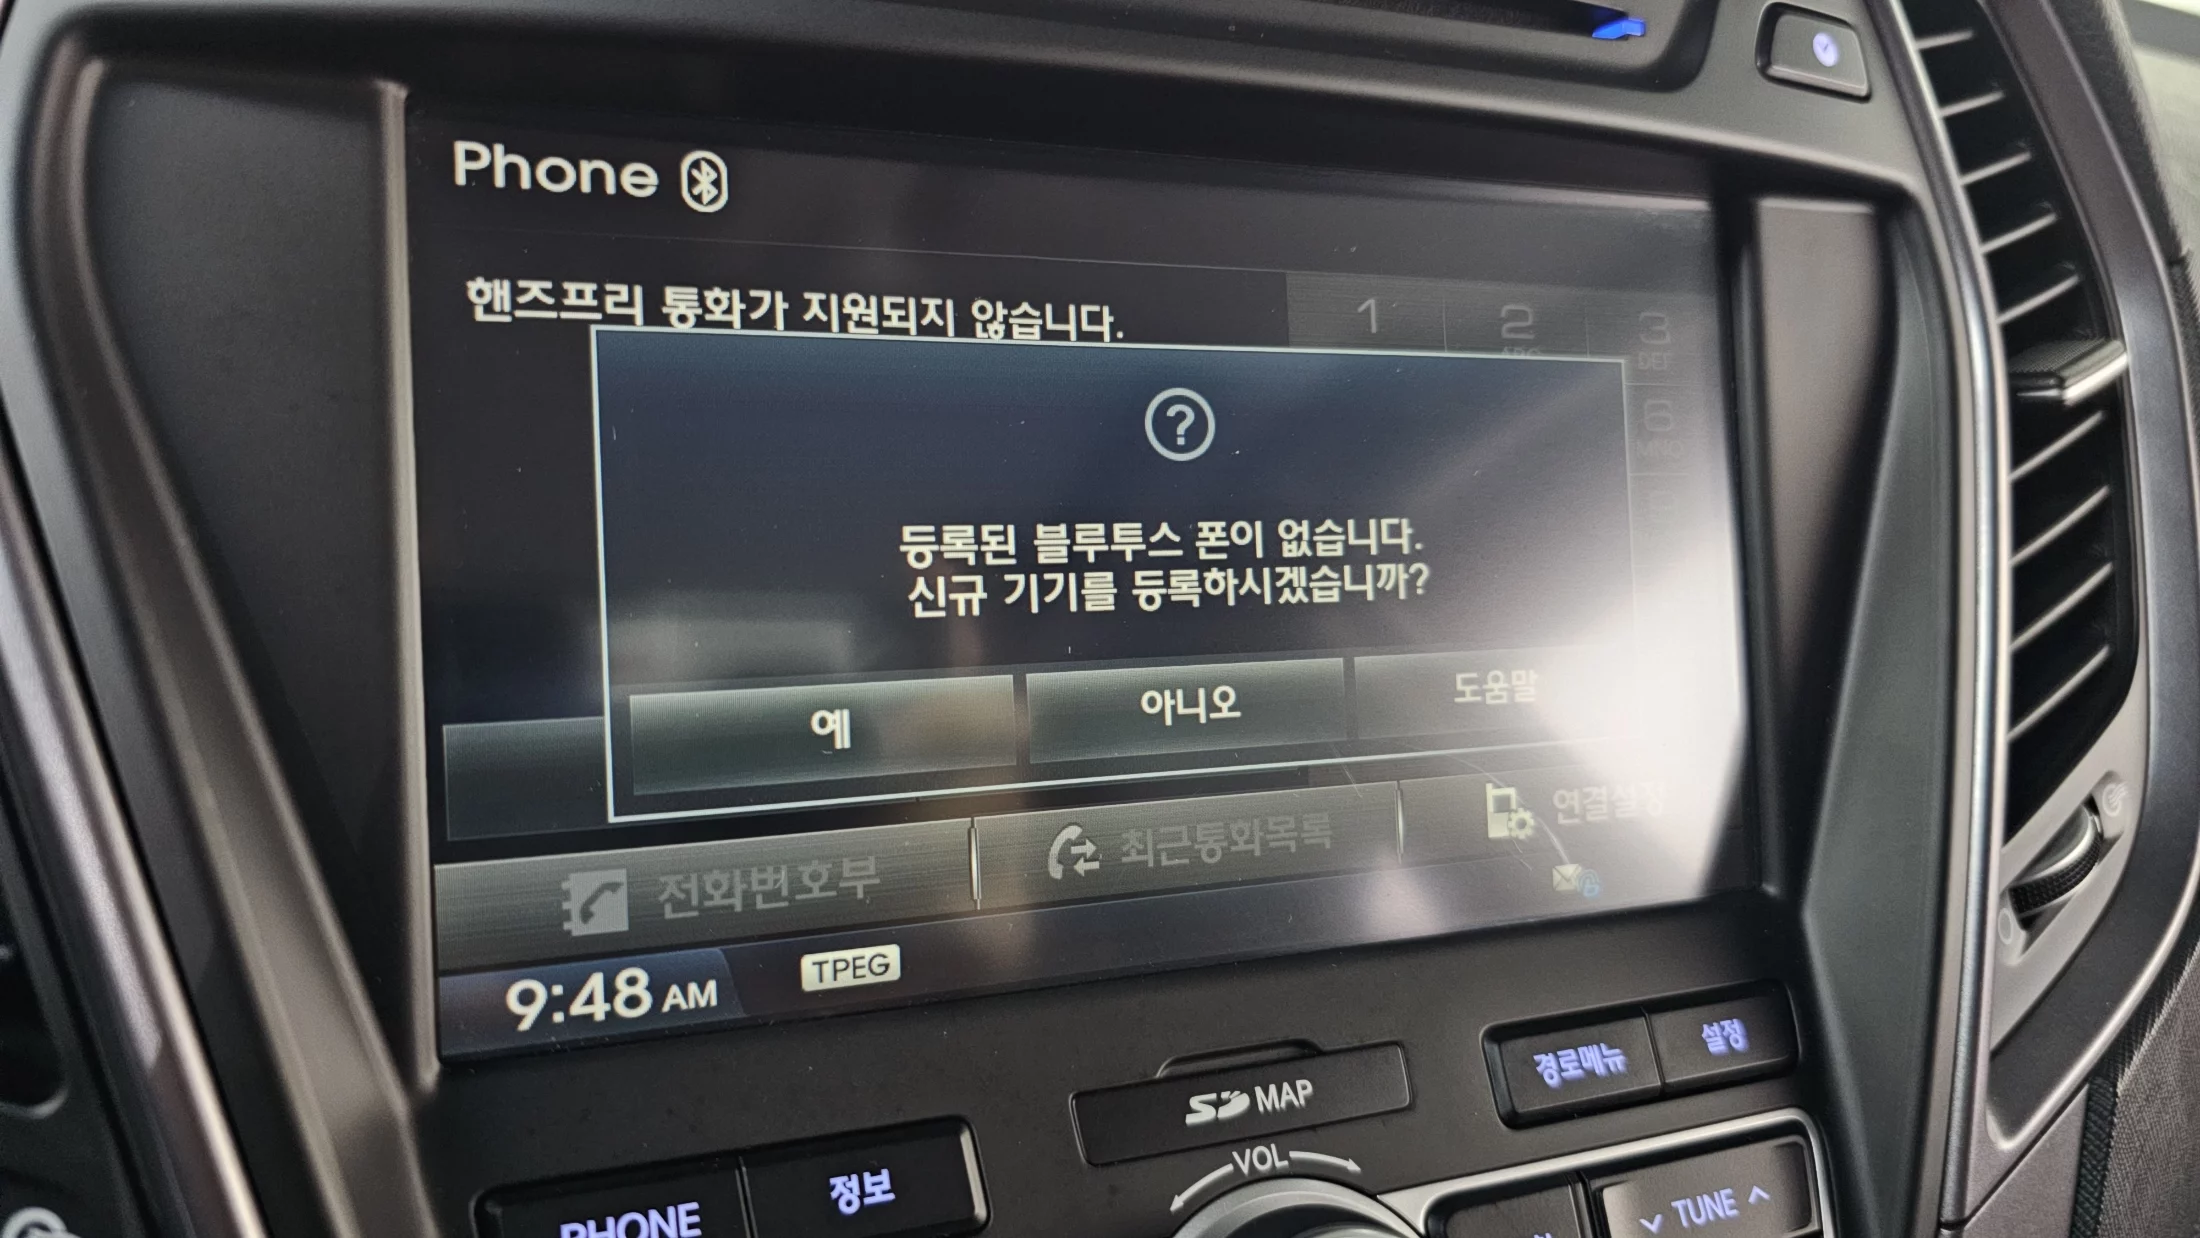 Phone
핸즈프리 통화가 지원되지 않습니다.
1
2
3
DEF
6
MNO
등록된 블루투스 폰이 없습니다.
신규 기기를 등록하시겠습니까?
예
아니오
도움말
전화번호부
최근통화목록
연결설정
9:48 AM
TPEG
경로메뉴
설정
SD MAP
VOL
PHONE
정보
TUNE